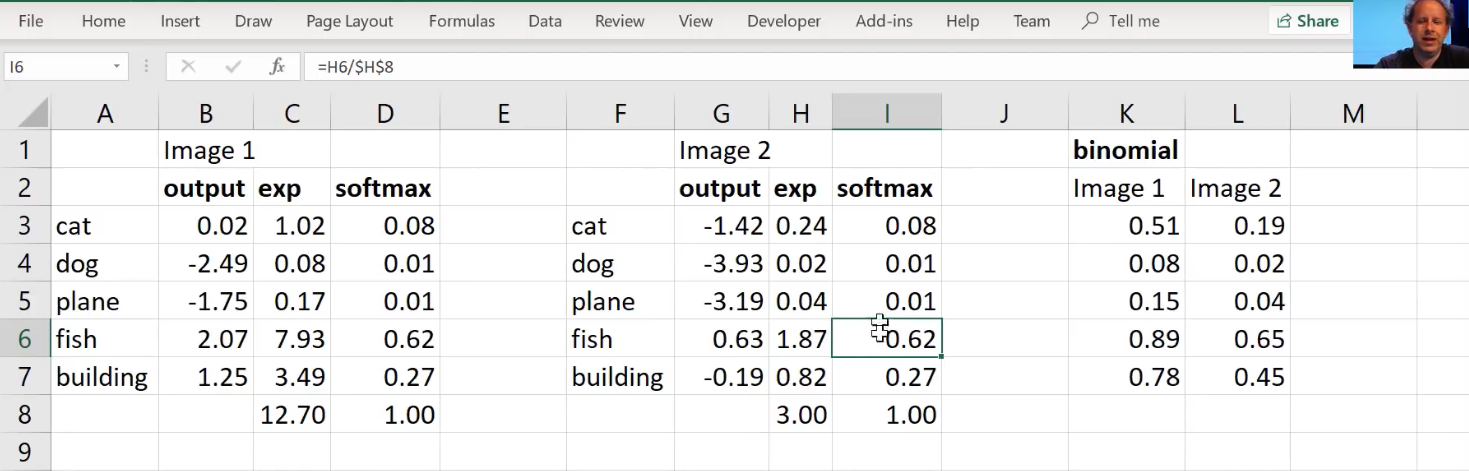 File Home Insert Draw Page Layout Formulas Data Review View Developer Add-ins Help Team Tell me Share
I6 fx =H6/$H$8
A B C D E F G H I J K L M
1 Image 1 Image 2 binomial
2 output exp softmax output exp softmax Image 1 Image 2
3 cat 0.02 1.02 0.08 cat -1.42 0.24 0.08 0.51 0.19
4 dog -2.49 0.08 0.01 dog -3.93 0.02 0.01 0.08 0.02
5 plane -1.75 0.17 0.01 plane -3.19 0.04 0.01 0.15 0.04
6 fish 2.07 7.93 0.62 fish 0.63 1.87 0.62 0.89 0.65
7 building 1.25 3.49 0.27 building -0.19 0.82 0.27 0.78 0.45
8 12.70 1.00 3.00 1.00
9